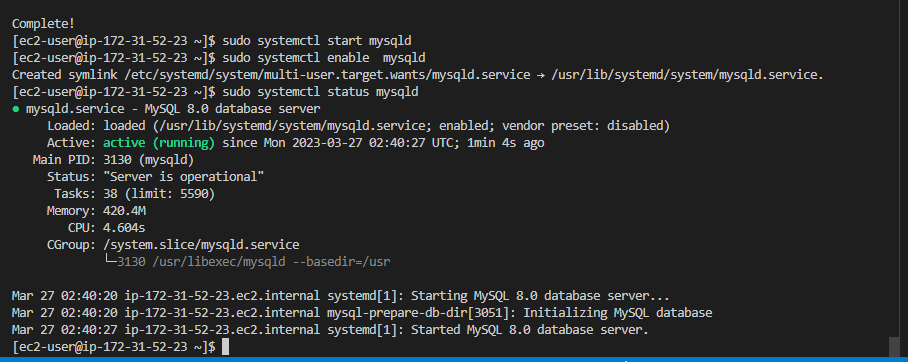 Complete!
[ec2-user@ip-172-31-52-23 ~]$ sudo systemctl start mysqld
[ec2-user@ip-172-31-52-23 ~]$ sudo systemctl enable  mysqld
Created symlink /etc/systemd/system/multi-user.target.wants/mysqld.service → /usr/lib/systemd/system/mysqld.service.
[ec2-user@ip-172-31-52-23 ~]$ sudo systemctl status mysqld
● mysqld.service - MySQL 8.0 database server
     Loaded: loaded (/usr/lib/systemd/system/mysqld.service; enabled; vendor preset: disabled)
     Active: active (running) since Mon 2023-03-27 02:40:27 UTC; 1min 4s ago
   Main PID: 3130 (mysqld)
     Status: "Server is operational"
      Tasks: 38 (limit: 5590)
     Memory: 420.4M
        CPU: 4.604s
     CGroup: /system.slice/mysqld.service
             └─3130 /usr/libexec/mysqld --basedir=/usr

Mar 27 02:40:20 ip-172-31-52-23.ec2.internal systemd[1]: Starting MySQL 8.0 database server...
Mar 27 02:40:20 ip-172-31-52-23.ec2.internal mysql-prepare-db-dir[3051]: Initializing MySQL database
Mar 27 02:40:27 ip-172-31-52-23.ec2.internal systemd[1]: Started MySQL 8.0 database server.
[ec2-user@ip-172-31-52-23 ~]$